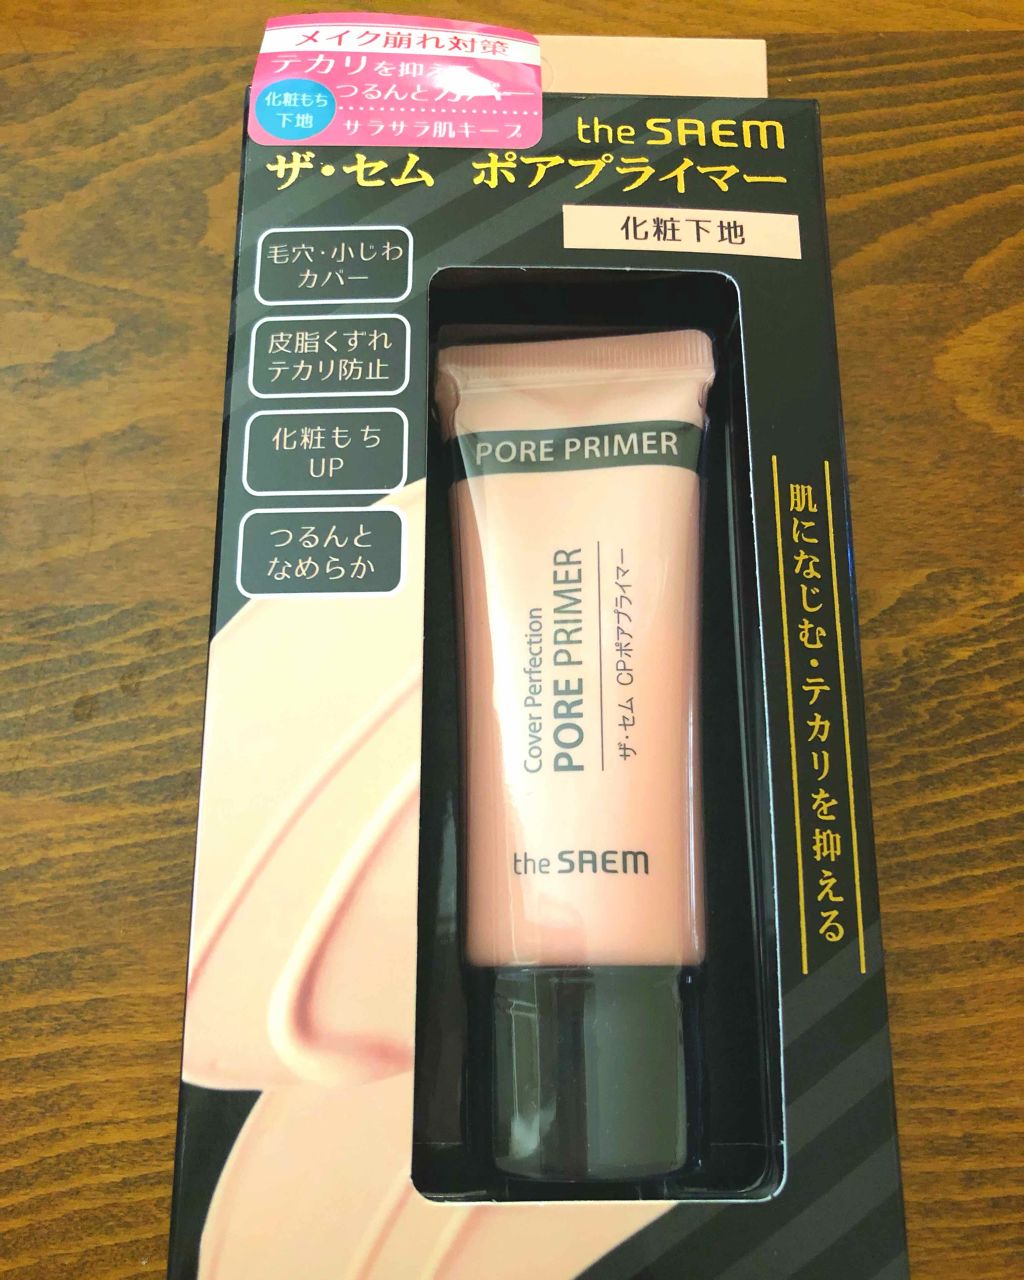 メイク崩れ対策
テカリを抑えて
つるんとカバー
化粧もち
下地
サラサラ肌キープ
the SAEM
ザ・セム ポアプライマー
化粧下地
毛穴・小じわ
カバー
皮脂くずれ
テカリ防止
化粧もち
UP
つるんと
なめらか
肌になじむ・テカリを抑える
PORE PRIMER
Cover Perfection
PORE PRIMER
ザ・セム CPポアプライマー
the SAEM